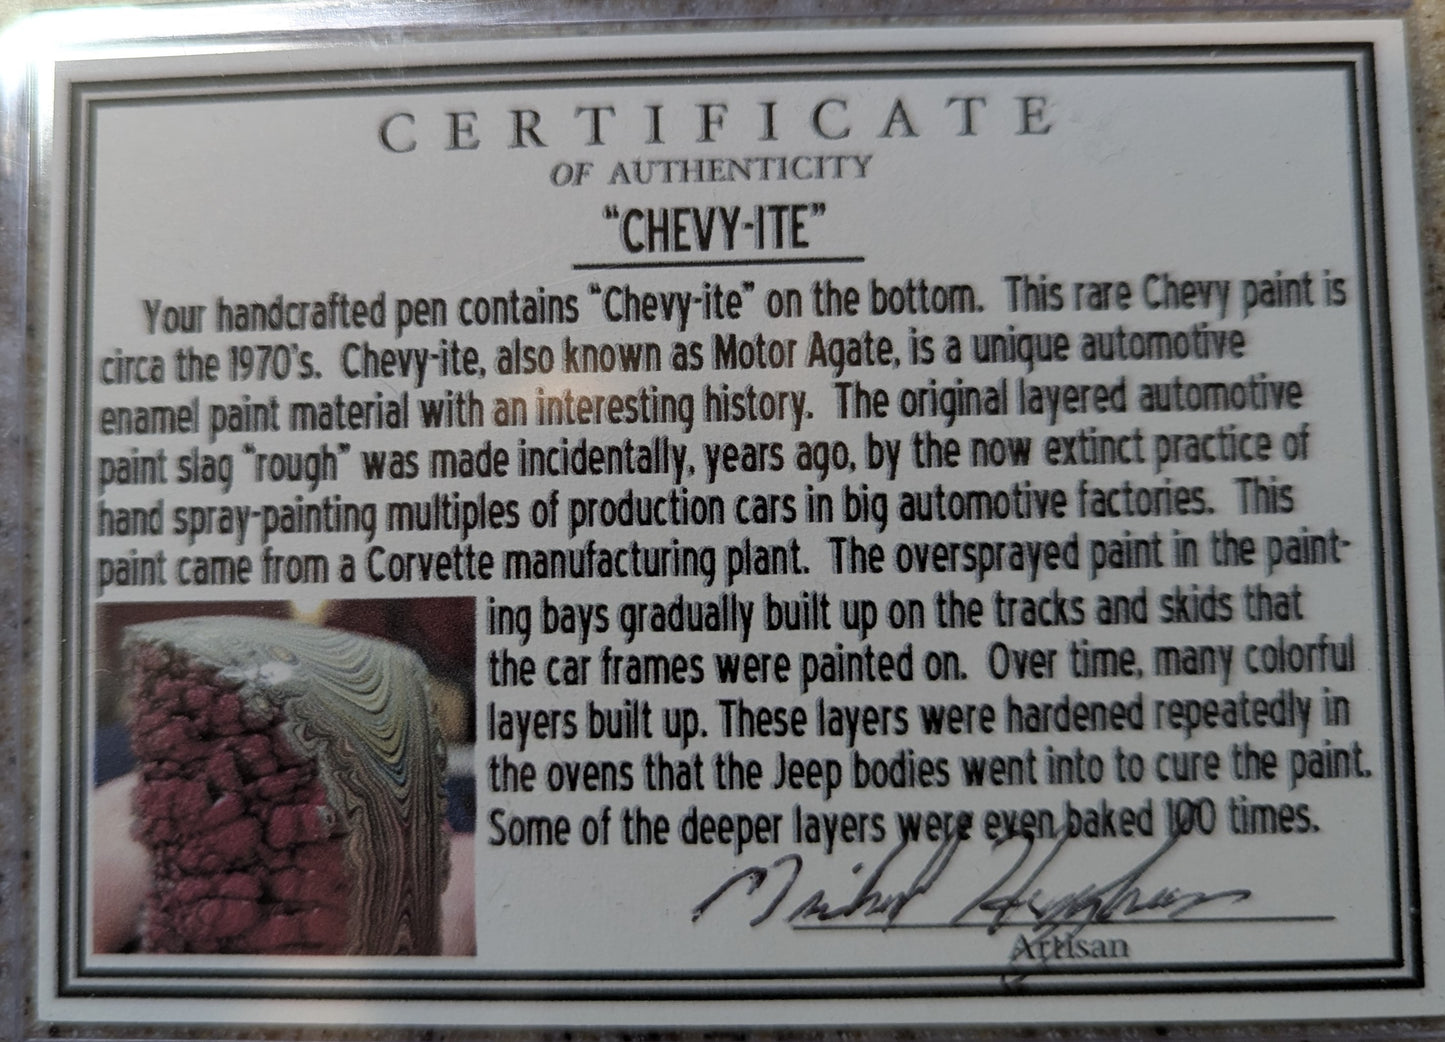 CERTIFICATE
OF AUTHENTICITY
"CHEVY-ITE"
Your handcrafted pen contains "Chevy-ite" on the bottom. This rare Chevy paint is
circa the 1970's. Chevy-ite, also known as Motor Agate, is a unique automotive
enamel paint material with an interesting history. The original layered automotive
paint slag "rough" was made incidentally, years ago, by the now extinct practice of
hand spray-painting multiples of production cars in big automotive factories. This
paint came from a Corvette manufacturing plant. The oversprayed paint in the paint-
ing bays gradually built up on the tracks and skids that
the car frames were painted on. Over time, many colorful
layers built up. These layers were hardened repeatedly in
the ovens that the Jeep bodies went into to cure the paint.
Some of the deeper layers were even baked 100 times.
Artisan